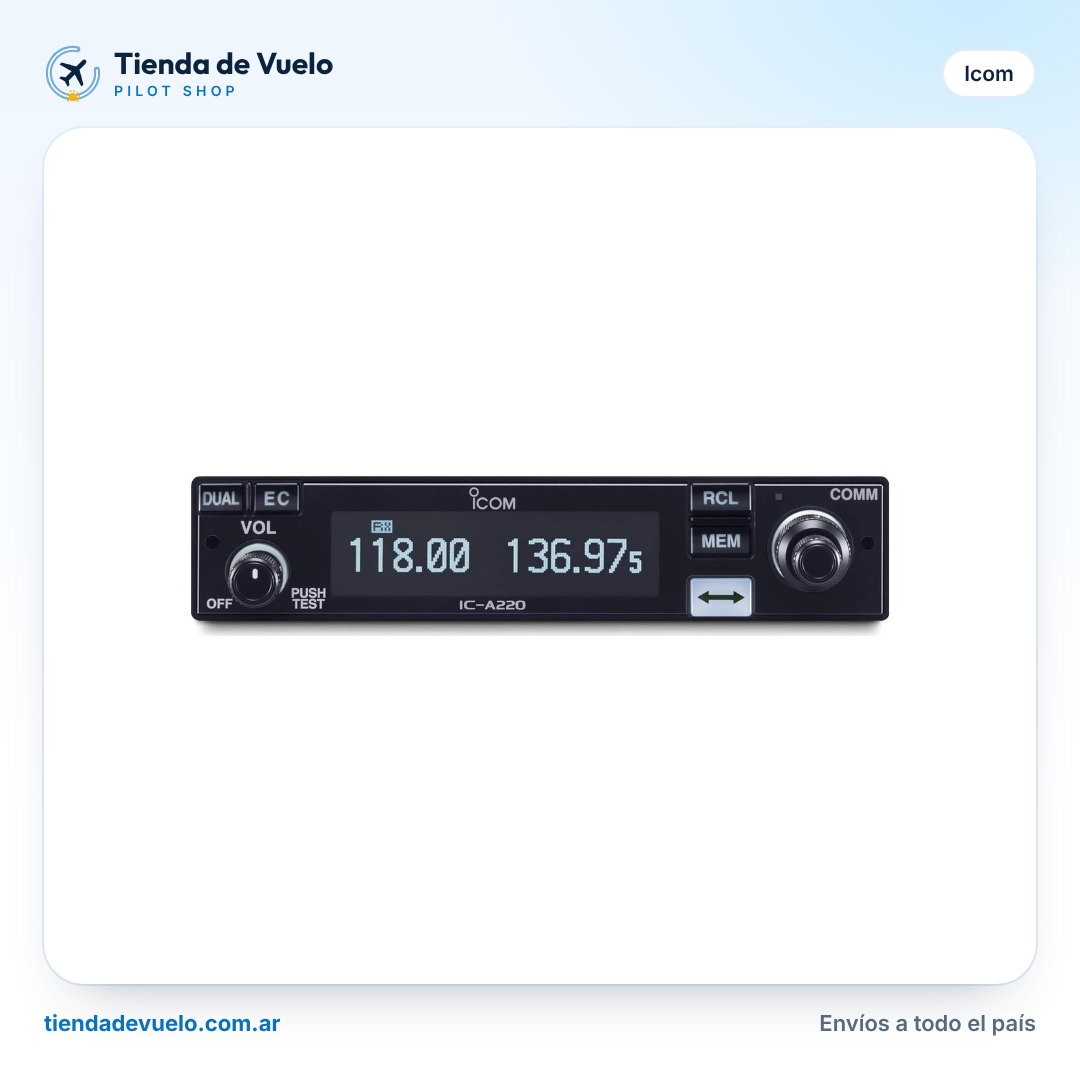 Tienda de Vuelo
PILOT SHOP
Icom
DUAL
EC
ICOM
RCL
COMM
VOL
MEM
118.00
136.975
OFF
PUSH
TEST
IC-A220
tiendadevuelo.com.ar
Envíos a todo el país